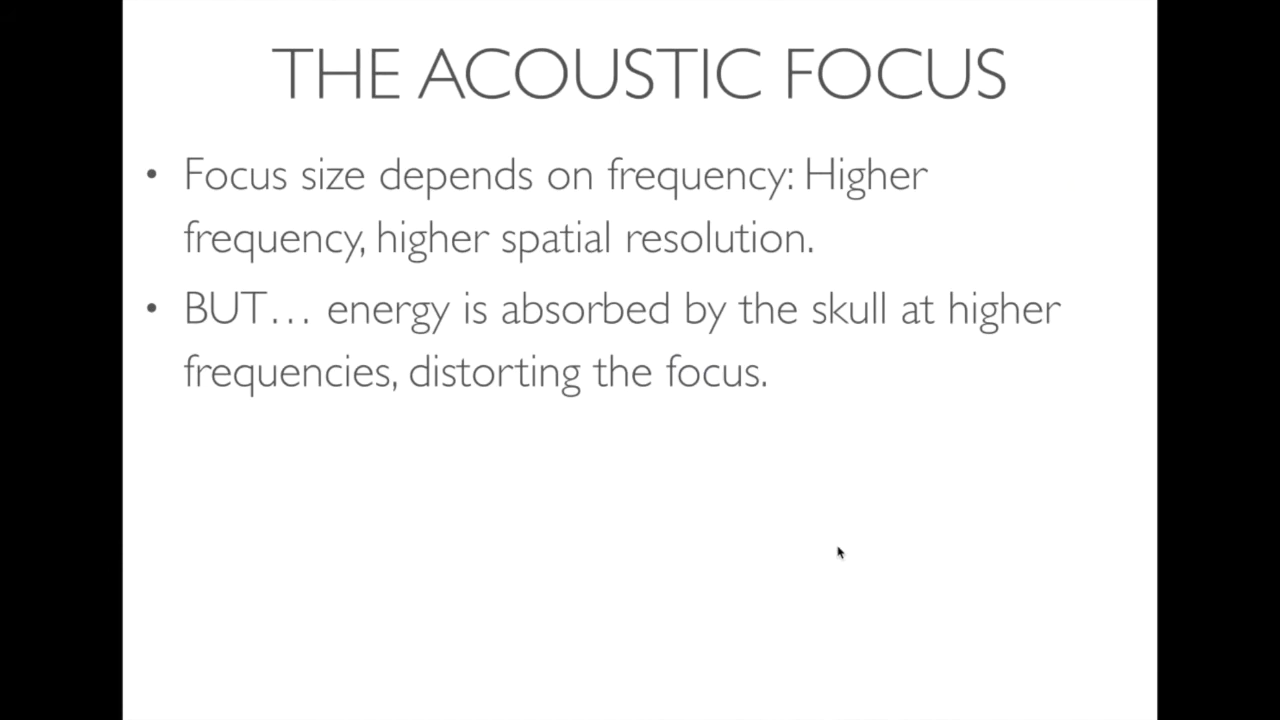 THE ACOUSTIC FOCUS
• Focus size depends on frequency: Higher
frequency, higher spatial resolution.
• BUT… energy is absorbed by the skull at higher
frequencies, distorting the focus.